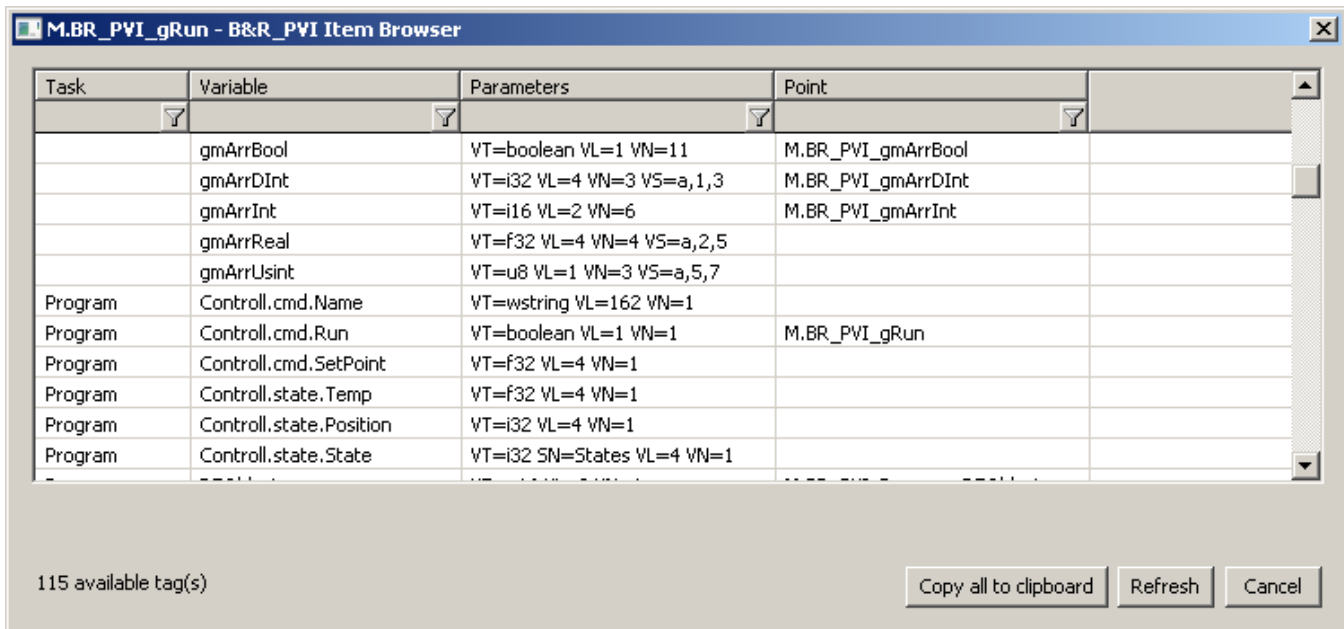 M.BR_PVI_gRun - B&R_PVI Item Browser
Task Variable Parameters Point
gmArrBool VT=boolean VL=1 VN=11 M.BR_PVI_gmArrBool
gmArrDInt VT=i32 VL=4 VN=3 VS=a,1,3 M.BR_PVI_gmArrDInt
gmArrInt VT=i16 VL=2 VN=6 M.BR_PVI_gmArrInt
gmArrReal VT=f32 VL=4 VN=4 VS=a,2,5
gmArrUsint VT=u8 VL=1 VN=3 VS=a,5,7
Program Controll.cmd.Name VT=wstring VL=162 VN=1
Program Controll.cmd.Run VT=boolean VL=1 VN=1 M.BR_PVI_gRun
Program Controll.cmd.SetPoint VT=f32 VL=4 VN=1
Program Controll.state.Temp VT=f32 VL=4 VN=1
Program Controll.state.Position VT=i32 VL=4 VN=1
Program Controll.state.State VT=i32 SN=States VL=4 VN=1
115 available tag(s)
Copy all to clipboard Refresh Cancel